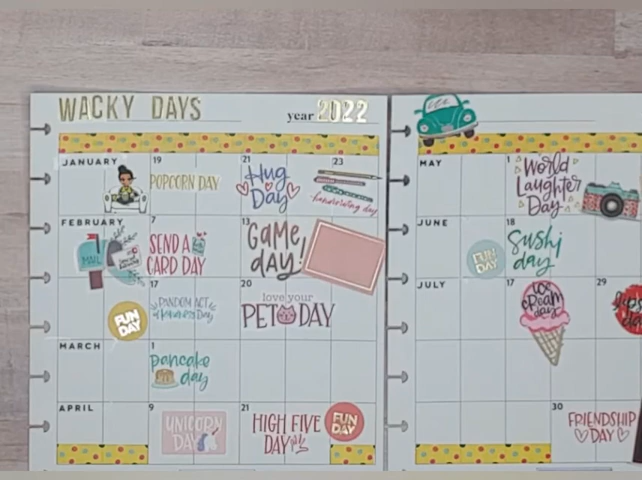 WACKY DAYS
year 2022
JANUARY
19
POPCORN DAY
21
Hug Day
23
handwriting day
FEBRUARY
MAIL
7
SEND A CARD DAY
13
GAME day!
FUN DAY
17
RANDOM ACT of Kindness Day
20
love your PET DAY
MARCH
1
pancake day
APRIL
9
UNICORN DAY
21
HIGH FIVE DAY
FUN DAY
MAY
1
World Laughter Day
JUNE
FUN DAY
18
Sushi day
JULY
17
ice cream day
29
30
FRIENDSHIP DAY